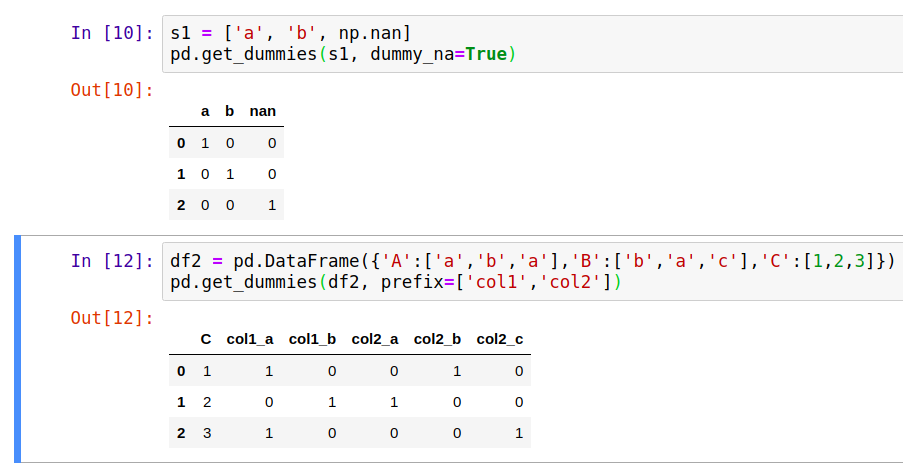 In [10]: s1 = ['a', 'b', np.nan]
pd.get_dummies(s1, dummy_na=True)
Out[10]:
a b nan
0 1 0 0
1 0 1 0
2 0 0 1
In [12]: df2 = pd.DataFrame({'A':['a','b','a'],'B':['b','a','c'],'C':[1,2,3]})
pd.get_dummies(df2, prefix=['col1','col2'])
Out[12]:
C col1_a col1_b col2_a col2_b col2_c
0 1 1 0 0 1 0
1 2 0 1 1 0 0
2 3 1 0 0 0 1